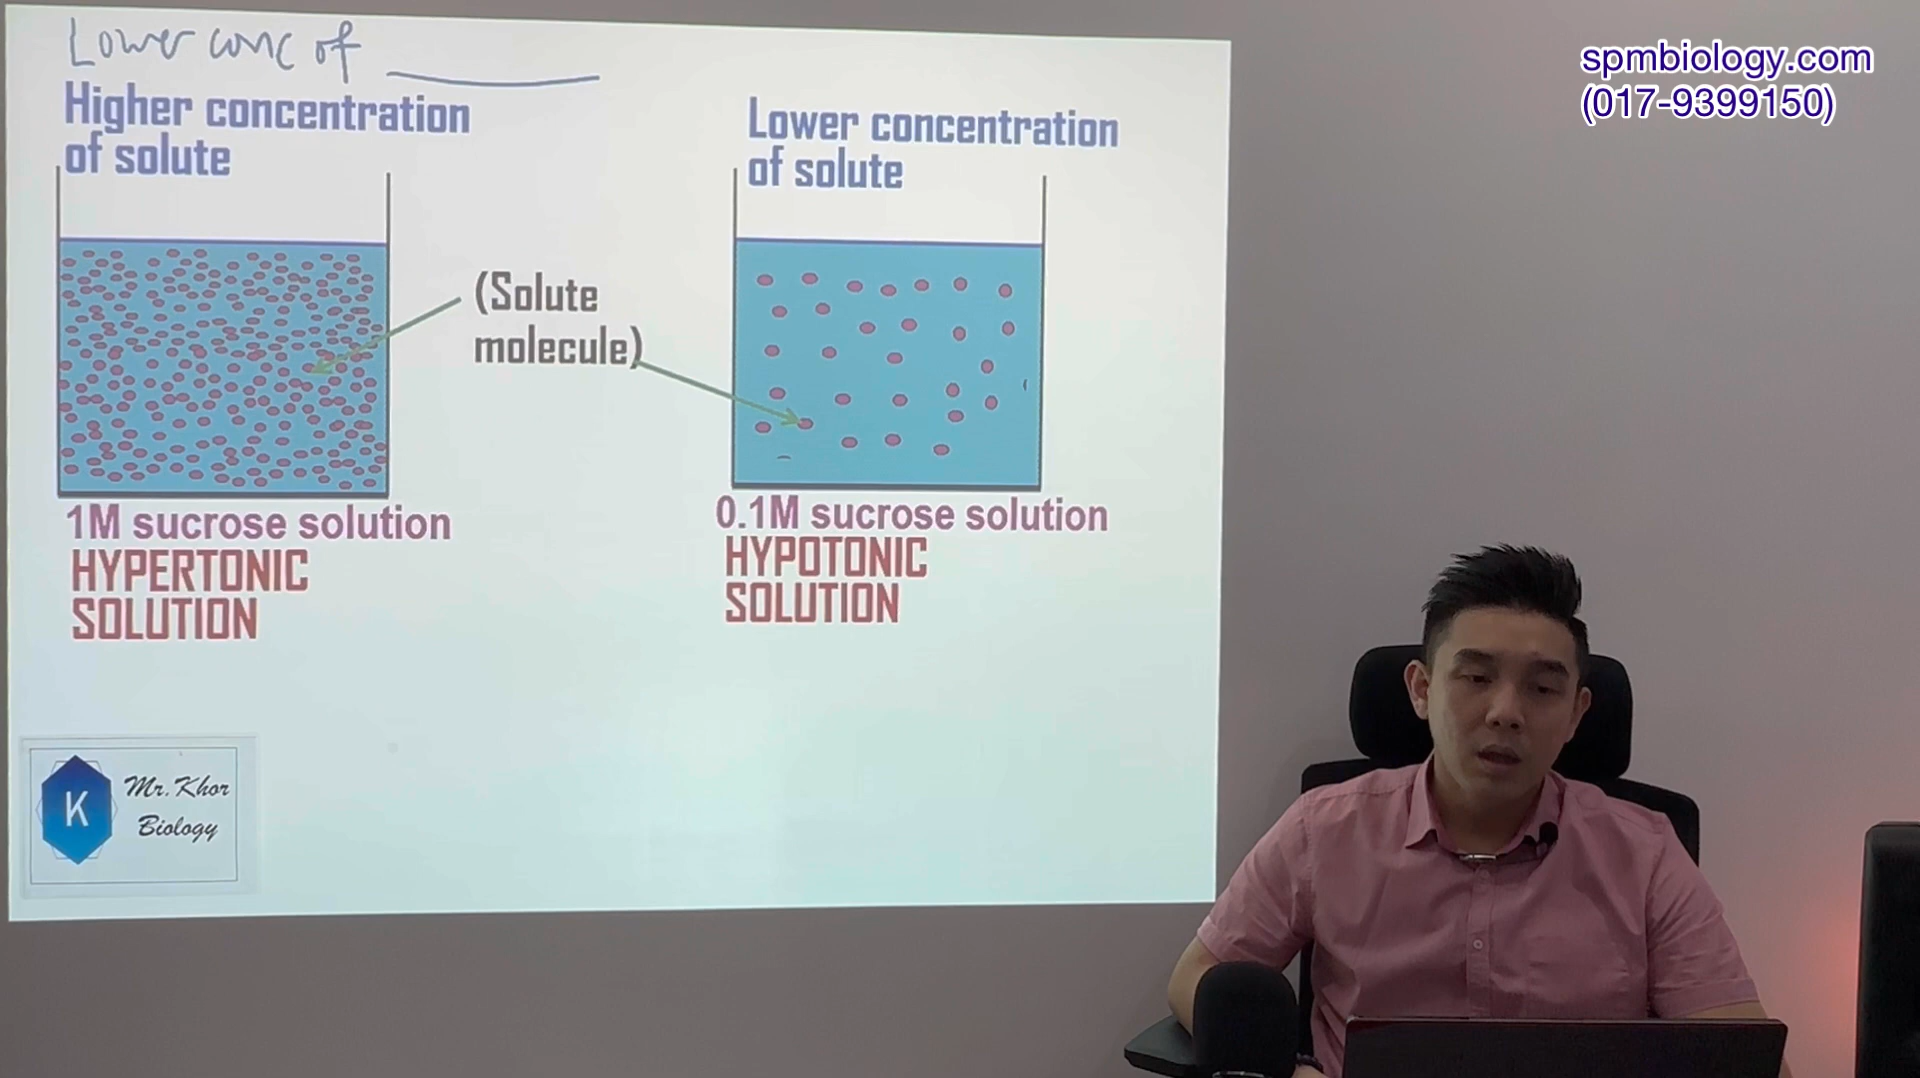 Lower conc of
Higher concentration
of solute
Lower concentration
of solute
(Solute
molecule)
1M sucrose solution
HYPERTONIC
SOLUTION
0.1M sucrose solution
HYPOTONIC
SOLUTION
K
Mr. Khor
Biology
spmbiology.com
(017-9399150)